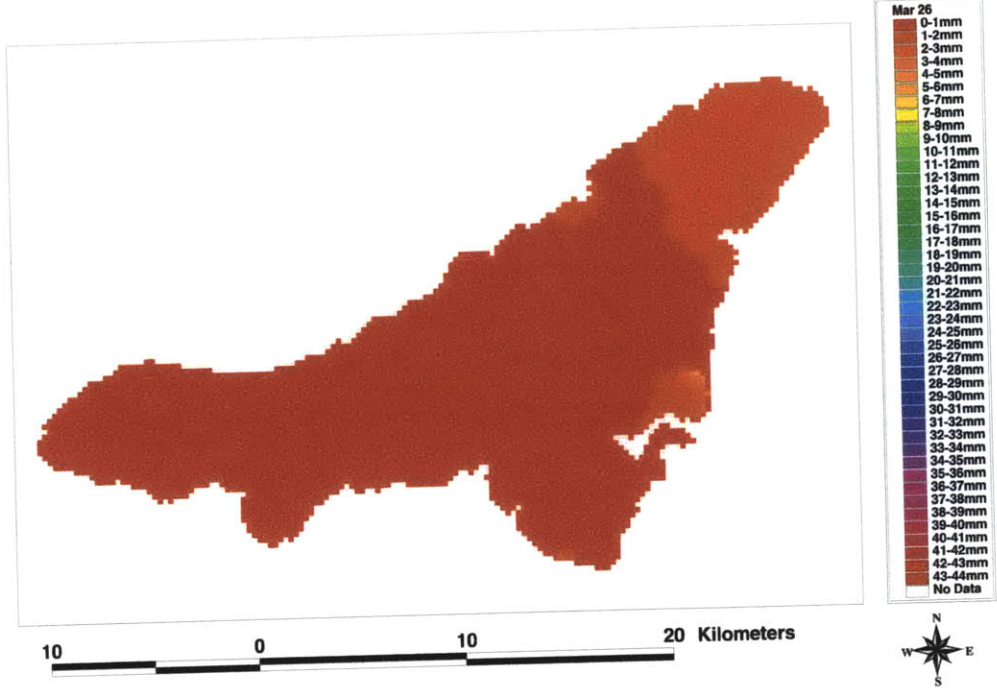 Mar 26
0-1mm
1-2mm
2-3mm
3-4mm
4-5mm
5-6mm
6-7mm
7-8mm
8-9mm
9-10mm
10-11mm
11-12mm
12-13mm
13-14mm
14-15mm
15-16mm
16-17mm
17-18mm
18-19mm
19-20mm
20-21mm
21-22mm
22-23mm
23-24mm
24-25mm
25-26mm
26-27mm
27-28mm
28-29mm
29-30mm
30-31mm
31-32mm
32-33mm
33-34mm
34-35mm
35-36mm
36-37mm
37-38mm
38-39mm
39-40mm
40-41mm
41-42mm
42-43mm
43-44mm
No Data
10 0 10 20 Kilometers
N
W E
S